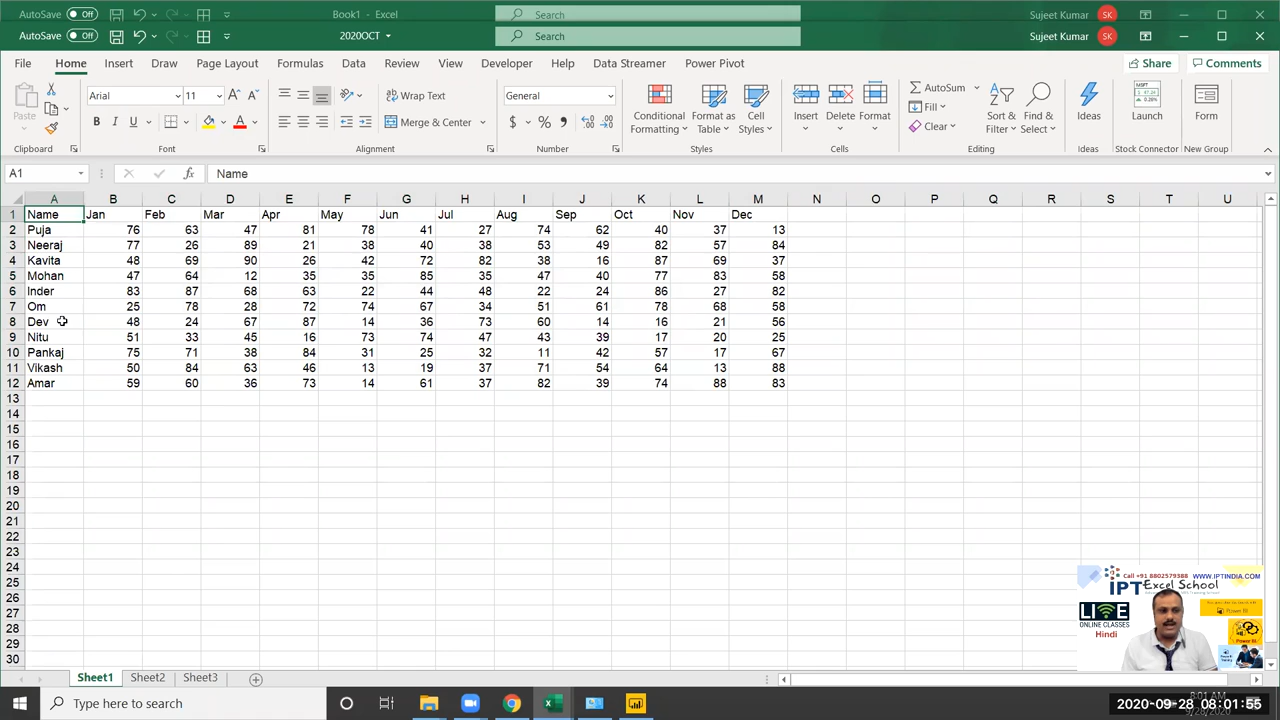 AutoSave Off Book1 - Excel Search Sujeet Kumar SK
AutoSave Off 2020OCT Search Sujeet Kumar SK
File Home Insert Draw Page Layout Formulas Data Review View Developer Help Data Streamer Power Pivot Share Comments
Paste Arial 11 Wrap Text General Conditional Formatting Format as Table Cell Styles Insert Delete Format AutoSum Sort & Filter Find & Select Ideas Launch Form
B I U Merge & Center $ % Fill Clear
Clipboard Font Alignment Number Styles Cells Editing Ideas Stock Connector New Group
A1 fx Name
A B C D E F G H I J K L M N O P Q R S T U
1 Name Jan Feb Mar Apr May Jun Jul Aug Sep Oct Nov Dec
2 Puja 76 63 47 81 78 41 27 74 62 40 37 13
3 Neeraj 77 26 89 21 38 40 38 53 49 82 57 84
4 Kavita 48 69 90 26 42 72 82 38 16 87 69 37
5 Mohan 47 64 12 35 35 85 35 47 40 77 83 58
6 Inder 83 87 68 63 22 44 48 22 24 86 27 82
7 Om 25 78 28 72 74 67 34 51 61 78 68 58
8 Dev 48 24 67 87 14 36 73 60 14 16 21 56
9 Nitu 51 33 45 16 73 74 47 43 39 17 20 25
10 Pankaj 75 71 38 84 31 25 32 11 42 57 17 67
11 Vikash 50 84 63 46 13 19 37 71 54 64 13 88
12 Amar 59 60 36 73 14 61 37 82 39 74 88 83
13
14
15
16
17
18
19
20
21
22
23
24
25
26
27
28
29
30
Call +91 8802579388 WWW.IPTINDIA.COM
IPT Excel School
LIVE
ONLINE CLASSES
Hindi
Power BI
Sheet1 Sheet2 Sheet3
Type here to search
8:01 AM
2020-09-28 08:01:55